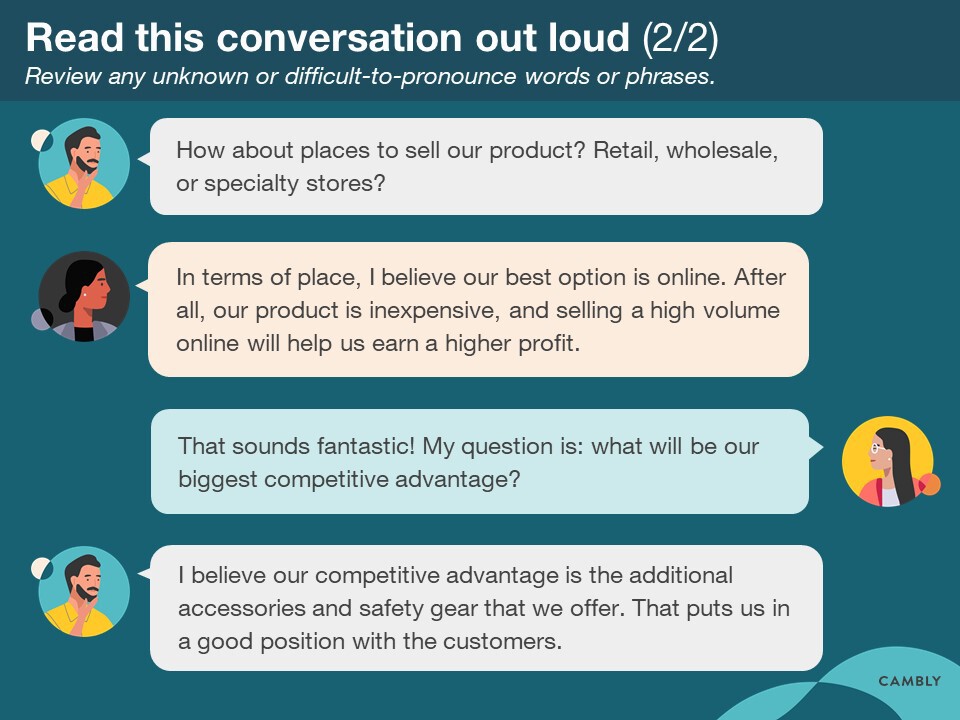 Read this conversation out loud (2/2)
Review any unknown or difficult-to-pronounce words or phrases.
How about places to sell our product? Retail, wholesale,
or specialty stores?
In terms of place, I believe our best option is online. After
all, our product is inexpensive, and selling a high volume
online will help us earn a higher profit.
That sounds fantastic! My question is: what will be our
biggest competitive advantage?
I believe our competitive advantage is the additional
accessories and safety gear that we offer. That puts us in
a good position with the customers.
CAMBLY